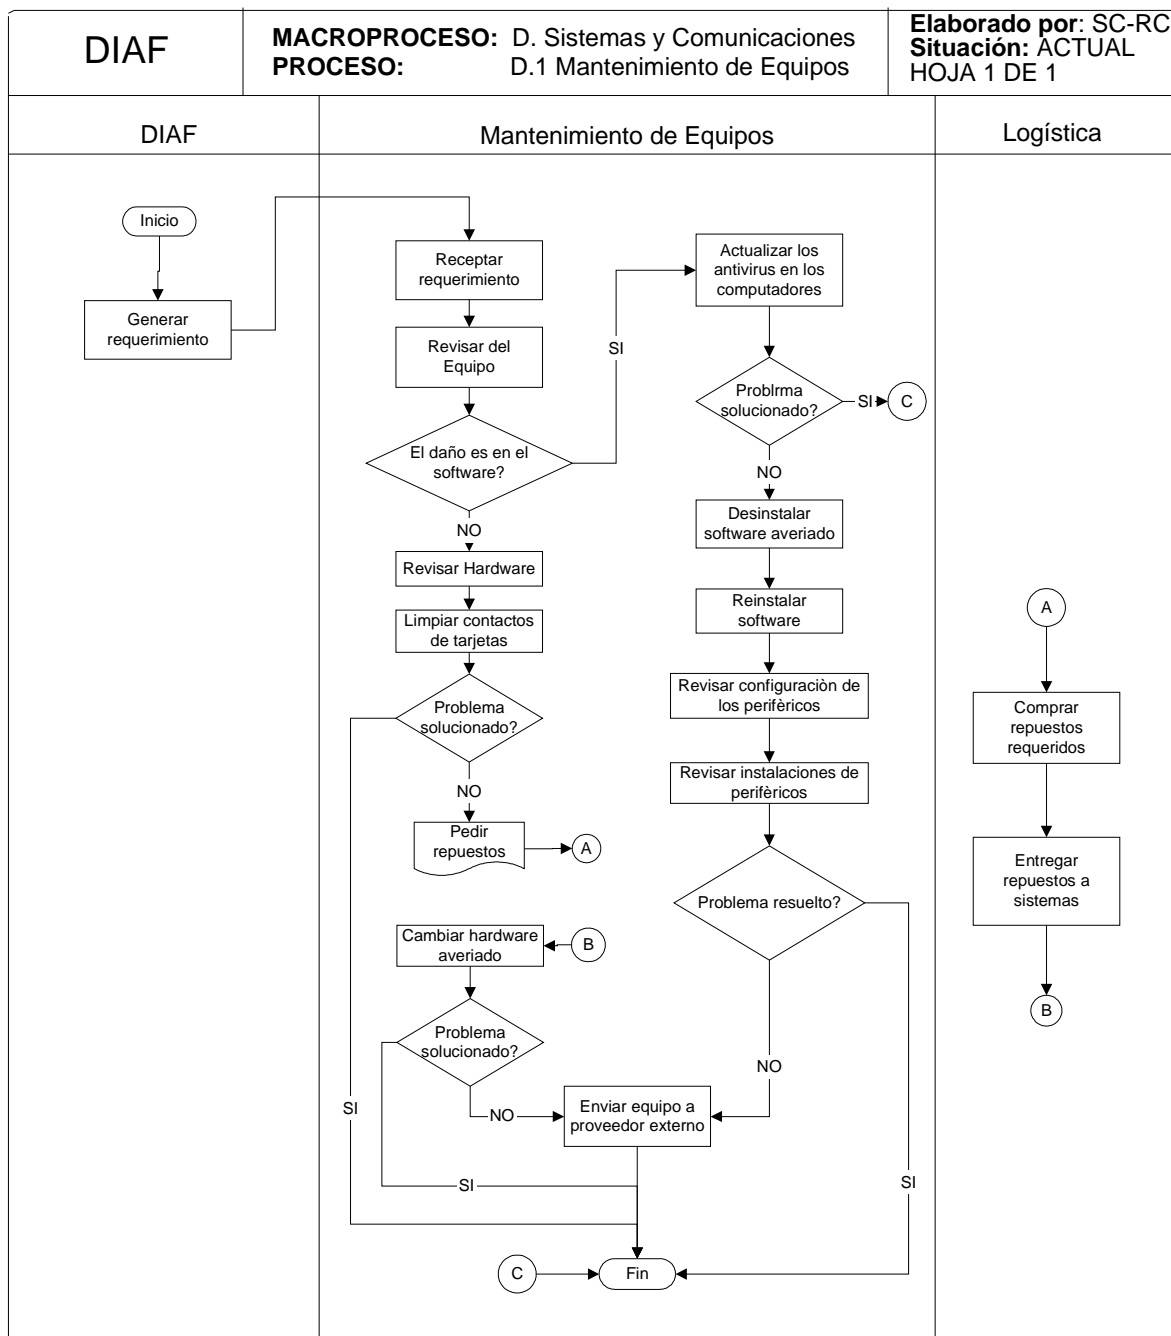 DIAF
MACROPROCESO: D. Sistemas y Comunicaciones
PROCESO: D.1 Mantenimiento de Equipos
Elaborado por: SC-RC
Situación: ACTUAL
HOJA 1 DE 1
DIAF
Mantenimiento de Equipos
Logística
Inicio
Generar
requerimiento
Receptar
requerimiento
Revisar del
Equipo
El daño es en el
software?
SI
NO
Revisar Hardware
Limpiar contactos
de tarjetas
Problema
solucionado?
SI
NO
Pedir
repuestos
A
B
Cambiar hardware
averiado
Problema
solucionado?
SI
NO
Enviar equipo a
proveedor externo
Actualizar los
antivirus en los
computadores
Problrma
solucionado?
SI
C
NO
Desinstalar
software averiado
Reinstalar
software
Revisar configuraciòn de
los perifèricos
Revisar instalaciones de
perifèricos
Problema resuelto?
NO
SI
C
Fin
A
Comprar
repuestos
requeridos
Entregar
repuestos a
sistemas
B